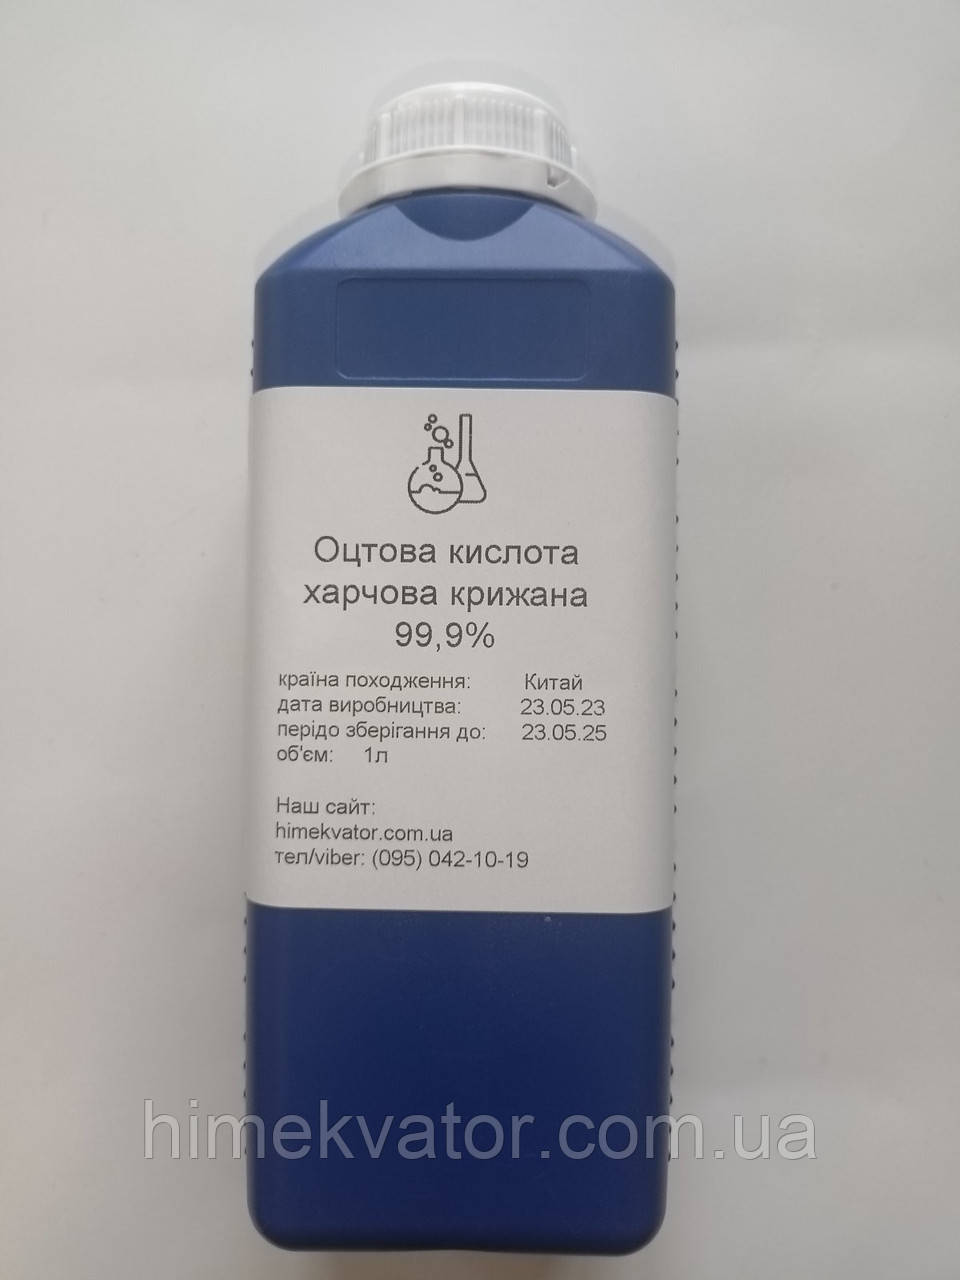 Оцтова кислота
харчова крижана
99,9%
країна походження: Китай
дата виробництва: 23.05.23
перідо зберігання до: 23.05.25
об'єм: 1л
Наш сайт:
himekvator.com.ua
тел/viber: (095) 042-10-19
himekvator.com.ua